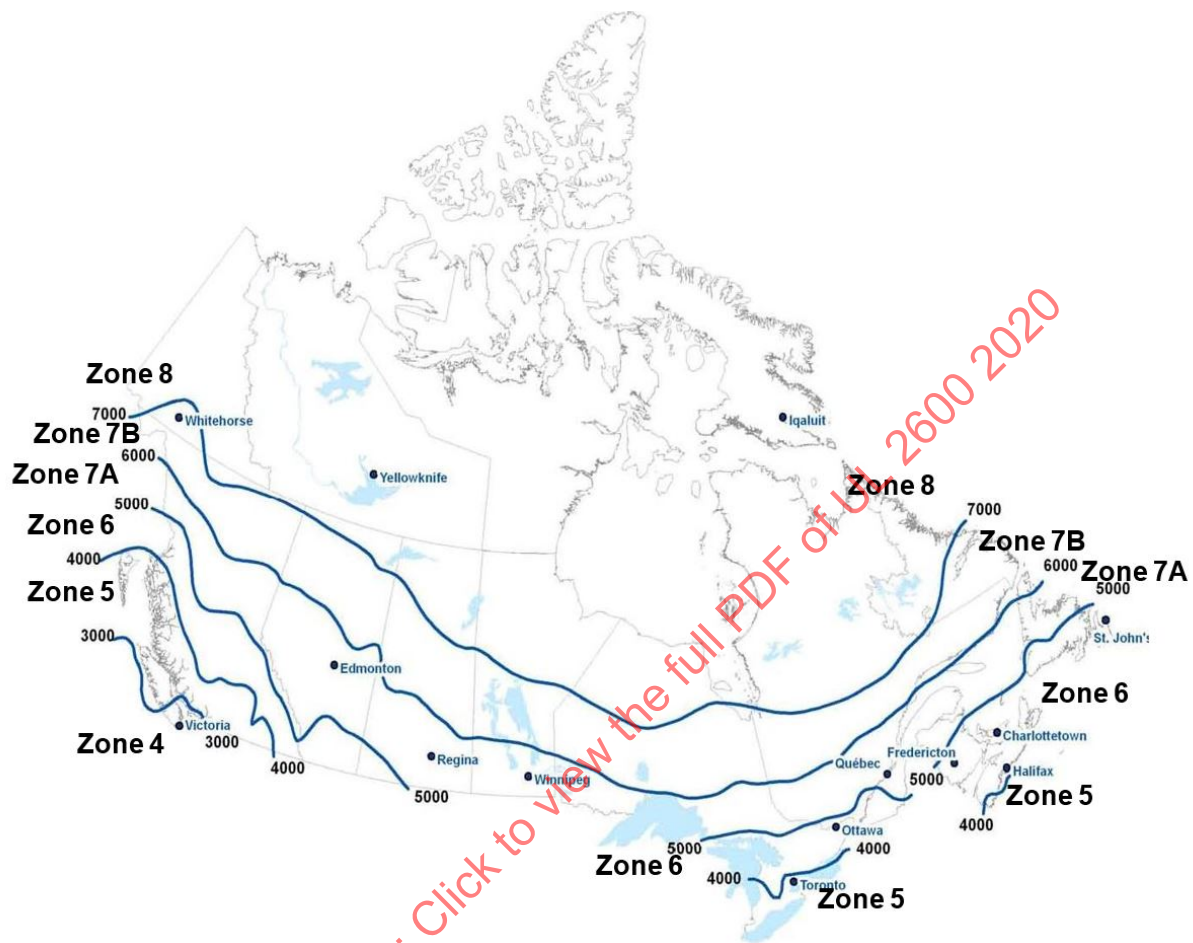 Zone 8
7000
Whitehorse
Iqaluit
Zone 7B
6000
Zone 7A
Yellowknife
Zone 8
5000
7000
Zone 6
Zone 7B
4000
6000
Zone 7A
Zone 5
5000
3000
St. John's
Edmonton
Zone 6
Victoria
3000
Zone 4
Charlottetown
Fredericton
Regina
Québec
4000
Winnipeg
5000
Halifax
5000
Zone 5
4000
Ottawa
5000
4000
Zone 6
4000
Toronto
Zone 5
: Click to view the full PDF of UL 2600 2020